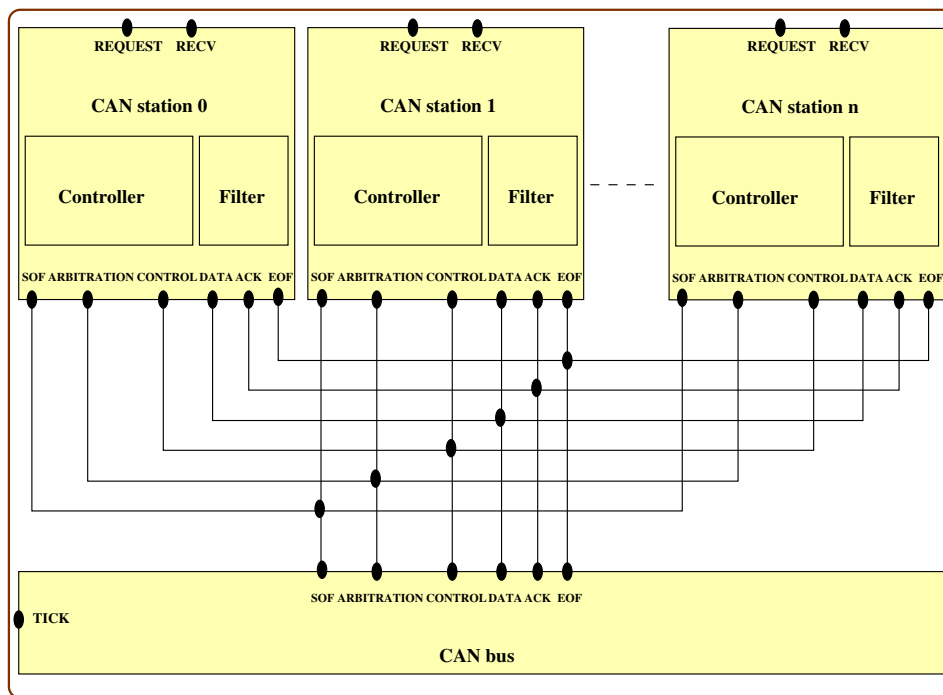 REQUEST RECV REQUEST RECV REQUEST RECV
CAN station 0 CAN station 1 CAN station n
Controller Filter Controller Filter Controller Filter
SOF ARBITRATION CONTROL DATA ACK EOF SOF ARBITRATION CONTROL DATA ACK EOF SOF ARBITRATION CONTROL DATA ACK EOF
SOF ARBITRATION CONTROL DATA ACK EOF
TICK
CAN bus